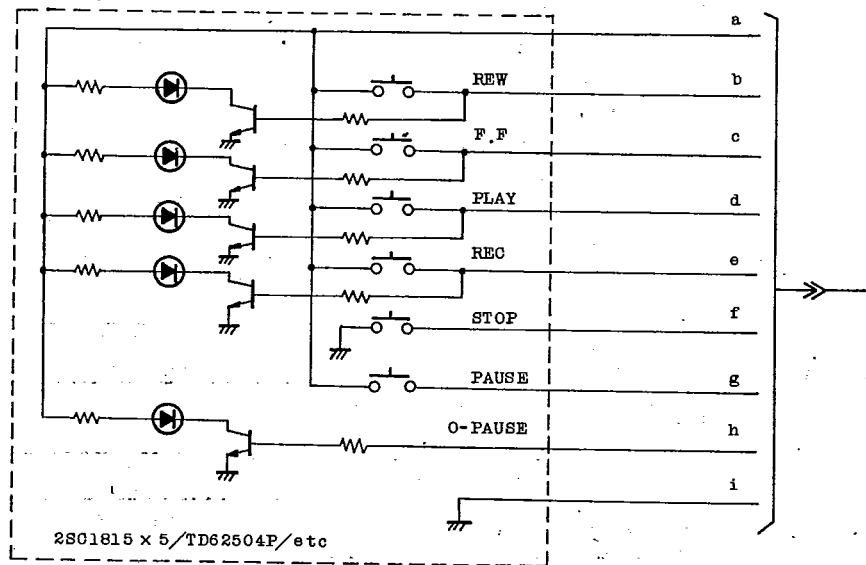 a
REW
b
F.F
c
PLAY
d
REC
e
STOP
f
PAUSE
g
O-PAUSE
h
i
2SC1815 x 5/TD62504P/etc